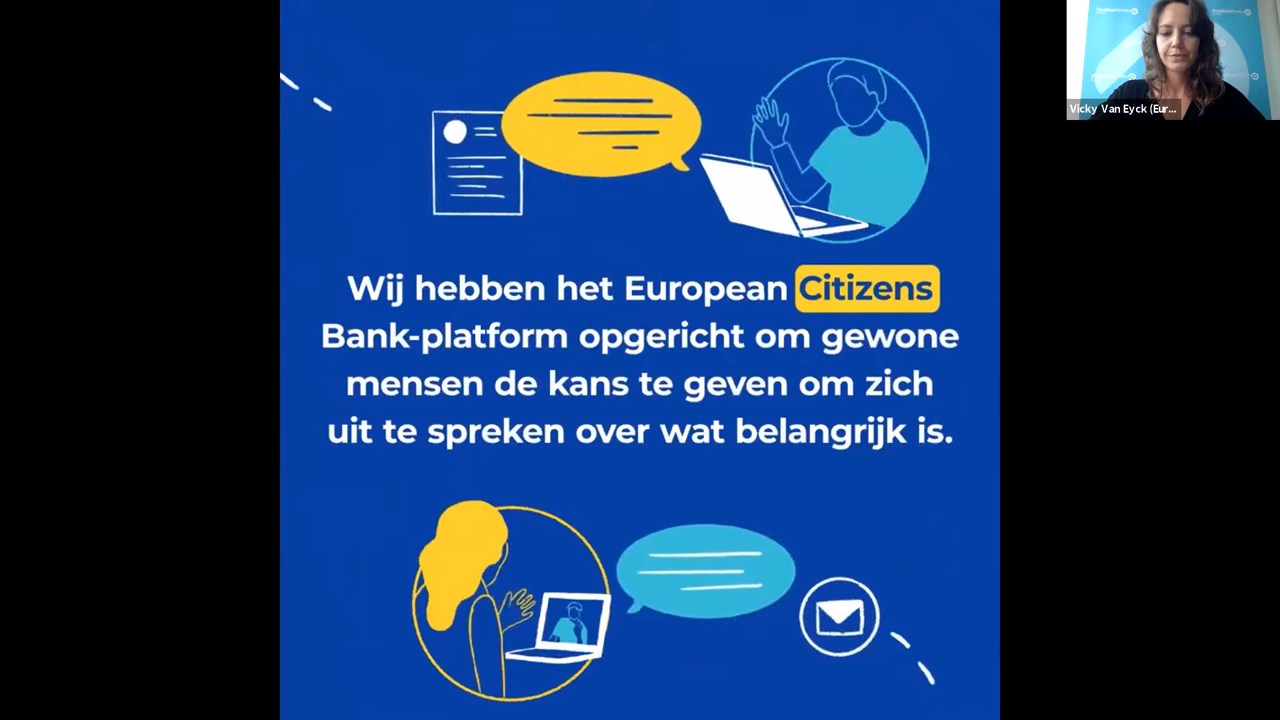 Wij hebben het European Citizens
Bank-platform opgericht om gewone
mensen de kans te geven om zich
uit te spreken over wat belangrijk is.
Vicky Van Eyck (Eur...